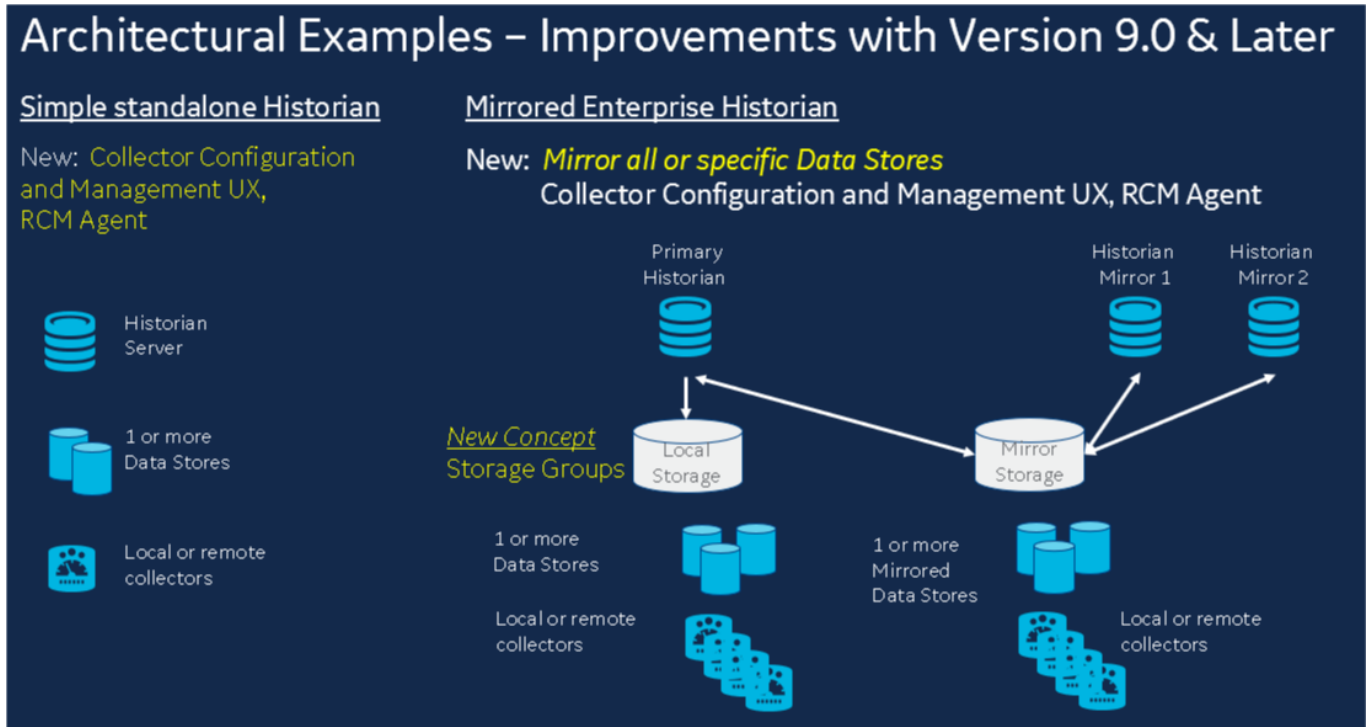 Architectural Examples – Improvements with Version 9.0 & Later
Simple standalone Historian
New: Collector Configuration
and Management UX,
RCM Agent
Historian
Server
1 or more
Data Stores
Local or remote
collectors
Mirrored Enterprise Historian
New: Mirror all or specific Data Stores
Collector Configuration and Management UX, RCM Agent
Primary
Historian
Historian
Mirror 1
Historian
Mirror 2
New Concept
Storage Groups
Local
Storage
Mirror
Storage
1 or more
Data Stores
1 or more
Mirrored
Data Stores
Local or remote
collectors
Local or remote
collectors